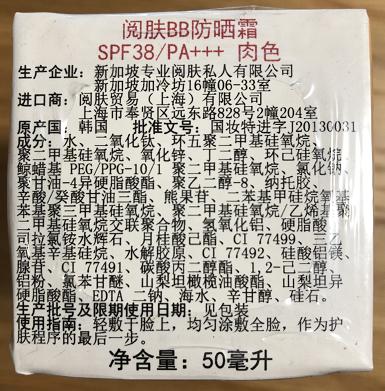 阅肤BB防晒霜
SPF38/PA+++ 肉色
生产企业: 新加坡专业阅肤私人有限公司
新加坡加冷坊16幢06-33室
进口商: 阅肤贸易（上海）有限公司
上海市奉贤区远东路828号2幢204室
原产国: 韩国 批准文号: 国妆特进字J20130031
成分: 水、二氧化钛、环五聚二甲基硅氧烷、
聚二甲基硅氧烷、氧化锌、丁二醇、环己硅氧烷、
鲸蜡基 PEG/PPG-10/1 聚二甲基硅氧烷、氯化钠、
聚甘油-4异硬脂酸酯、聚乙二醇-8、纳托胶、
辛酸/癸酸甘油三酯、熊果苷、二苯基甲硅烷氧基
苯基聚三甲基硅氧烷、聚二甲基硅氧烷/乙烯基聚
二甲基硅氧烷交联聚合物、氢氧化铝、硬脂酸、
司拉氯铵水辉石、月桂酸己酯、CI 77499、三乙
氧基辛基硅烷、水解胶原、CI 77492、硅酸铝镁、
腺苷、CI 77491、碳酸丙二醇酯、1,2-己二醇、
铝粉、氯苯甘醚、山梨坦橄榄油酸酯、山梨坦异
硬脂酸酯、EDTA 二钠、海水、辛甘醇、硅石。
生产批号及限期使用日期: 见包装
使用指南: 轻敷于脸上，均匀涂敷全脸，作为护
肤程序的最后一步。
净含量: 50毫升